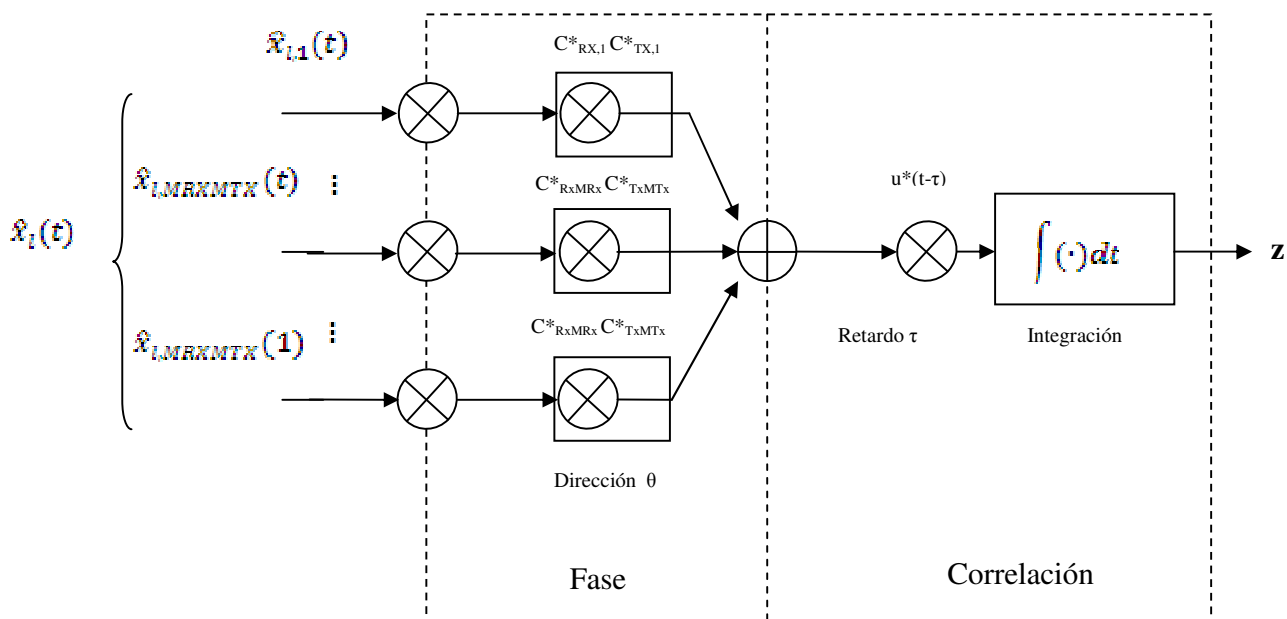 x̂_{l,1}(t)
C*_{RX,1} C*_{TX,1}
x̂_{l,MRXMTX}(t) ⋮
C*_{RxMRx} C*_{TxMTx}
u*(t-τ)
x̂_l(t)
∫(·)dt
z
x̂_{l,MRXMTX}(1) ⋮
C*_{RxMRx} C*_{TxMTx}
Retardo τ
Integración
Dirección θ
Fase
Correlación